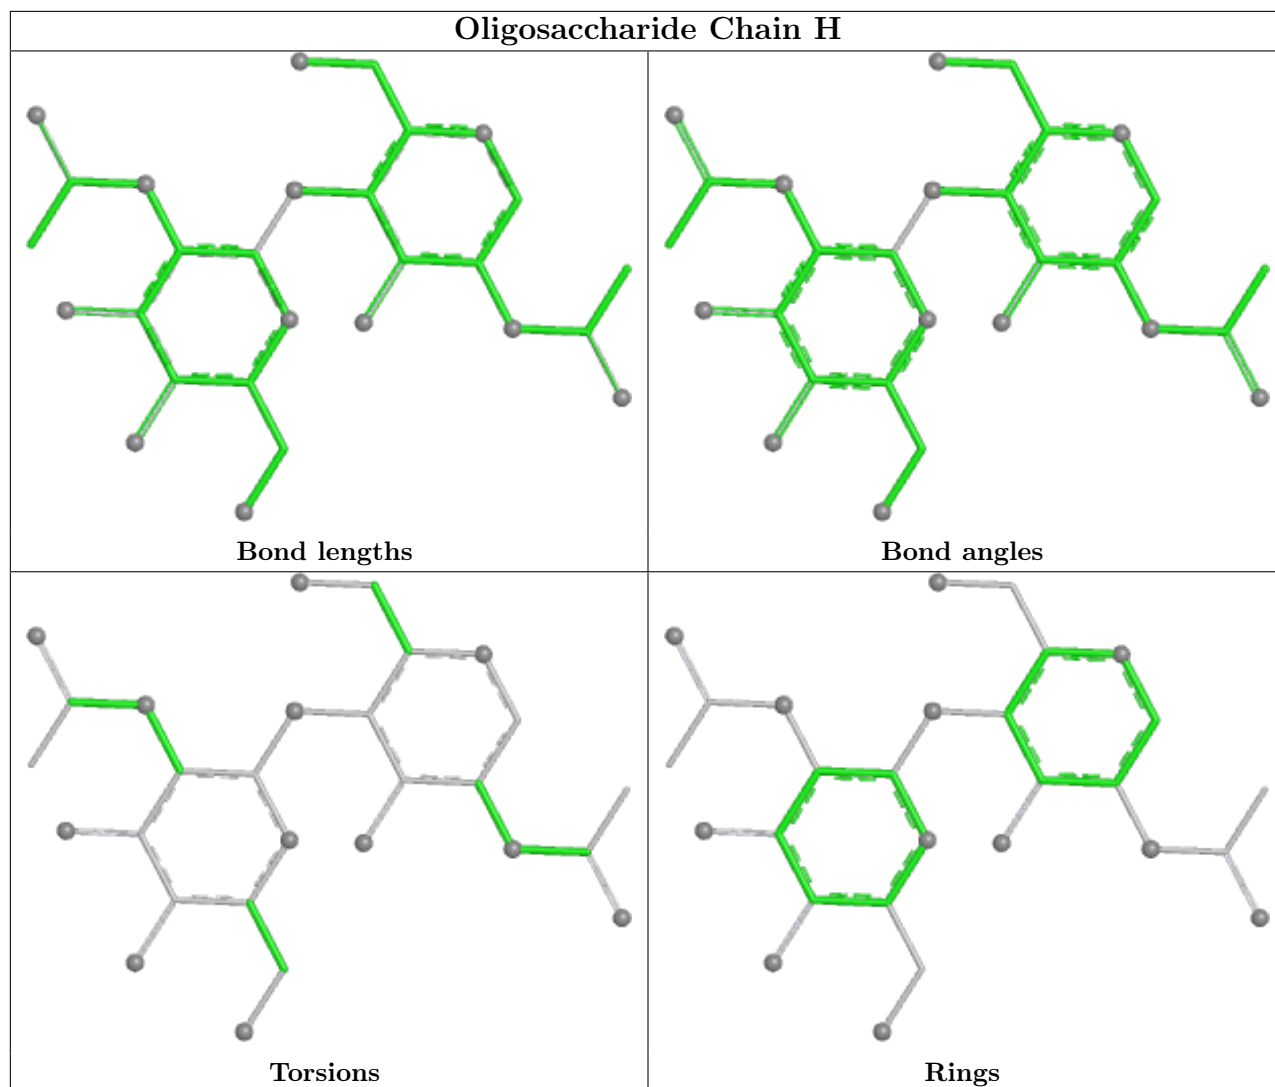 Oligosaccharide Chain H
Bond lengths
Bond angles
Torsions
Rings